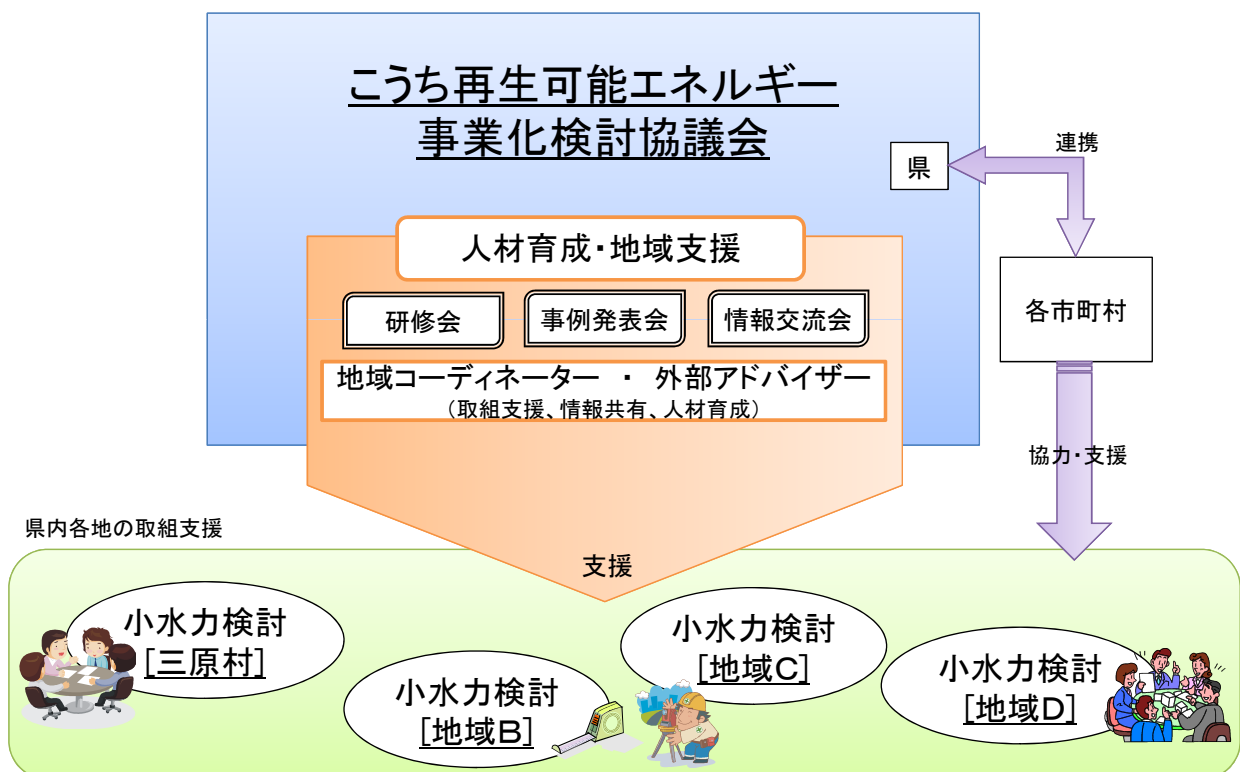 こうち再生可能エネルギー
事業化検討協議会
県
連携
人材育成・地域支援
研修会
事例発表会
情報交流会
各市町村
地域コーディネーター ・ 外部アドバイザー
（取組支援、情報共有、人材育成）
協力・支援
県内各地の取組支援
支援
小水力検討
[三原村]
小水力検討
[地域B]
小水力検討
[地域C]
小水力検討
[地域D]